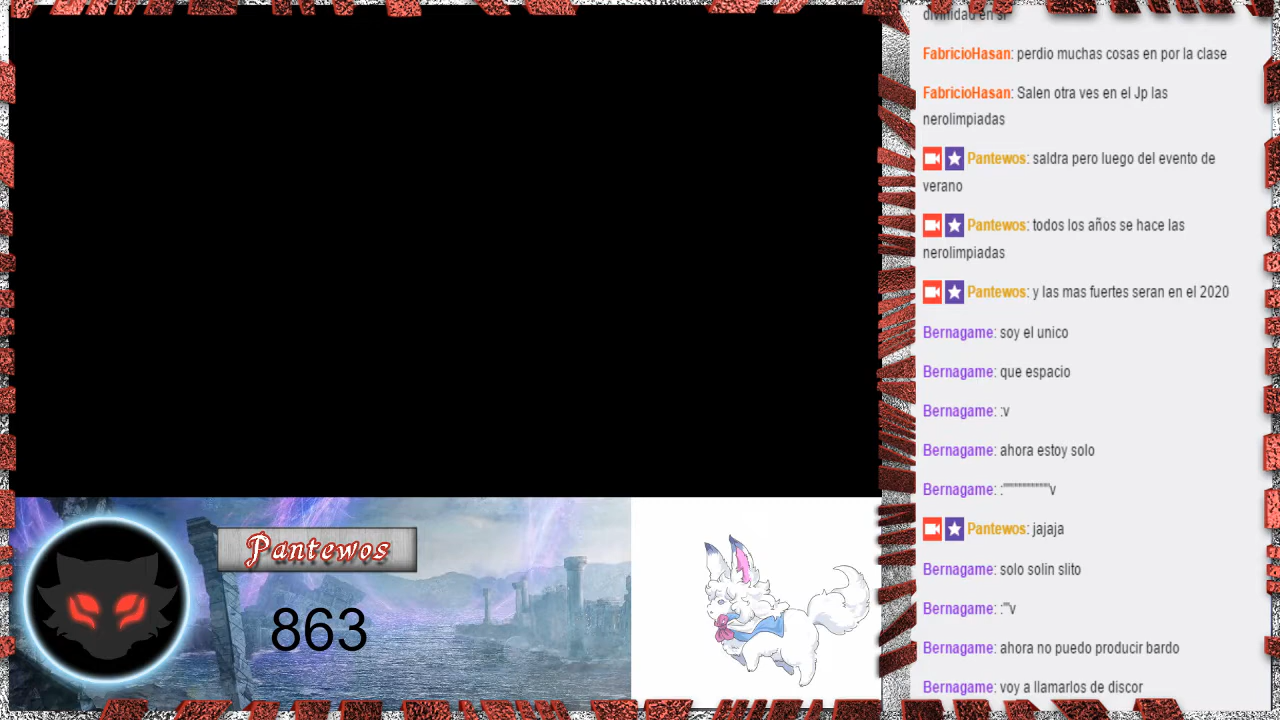 divinidad en si
FabricioHasan: perdio muchas cosas en por la clase
FabricioHasan: Salen otra ves en el Jp las
nerolimpiadas
Pantewos: saldra pero luego del evento de
verano
Pantewos: todos los años se hace las
nerolimpiadas
Pantewos: y las mas fuertes seran en el 2020
Bernagame: soy el unico
Bernagame: que espacio
Bernagame: :v
Bernagame: ahora estoy solo
Bernagame: :"""""""""""v
Pantewos: jajaja
Bernagame: solo solin slito
Bernagame: :""v
Bernagame: ahora no puedo producir bardo
Bernagame: voy a llamarlos de discor
Pantewos
863